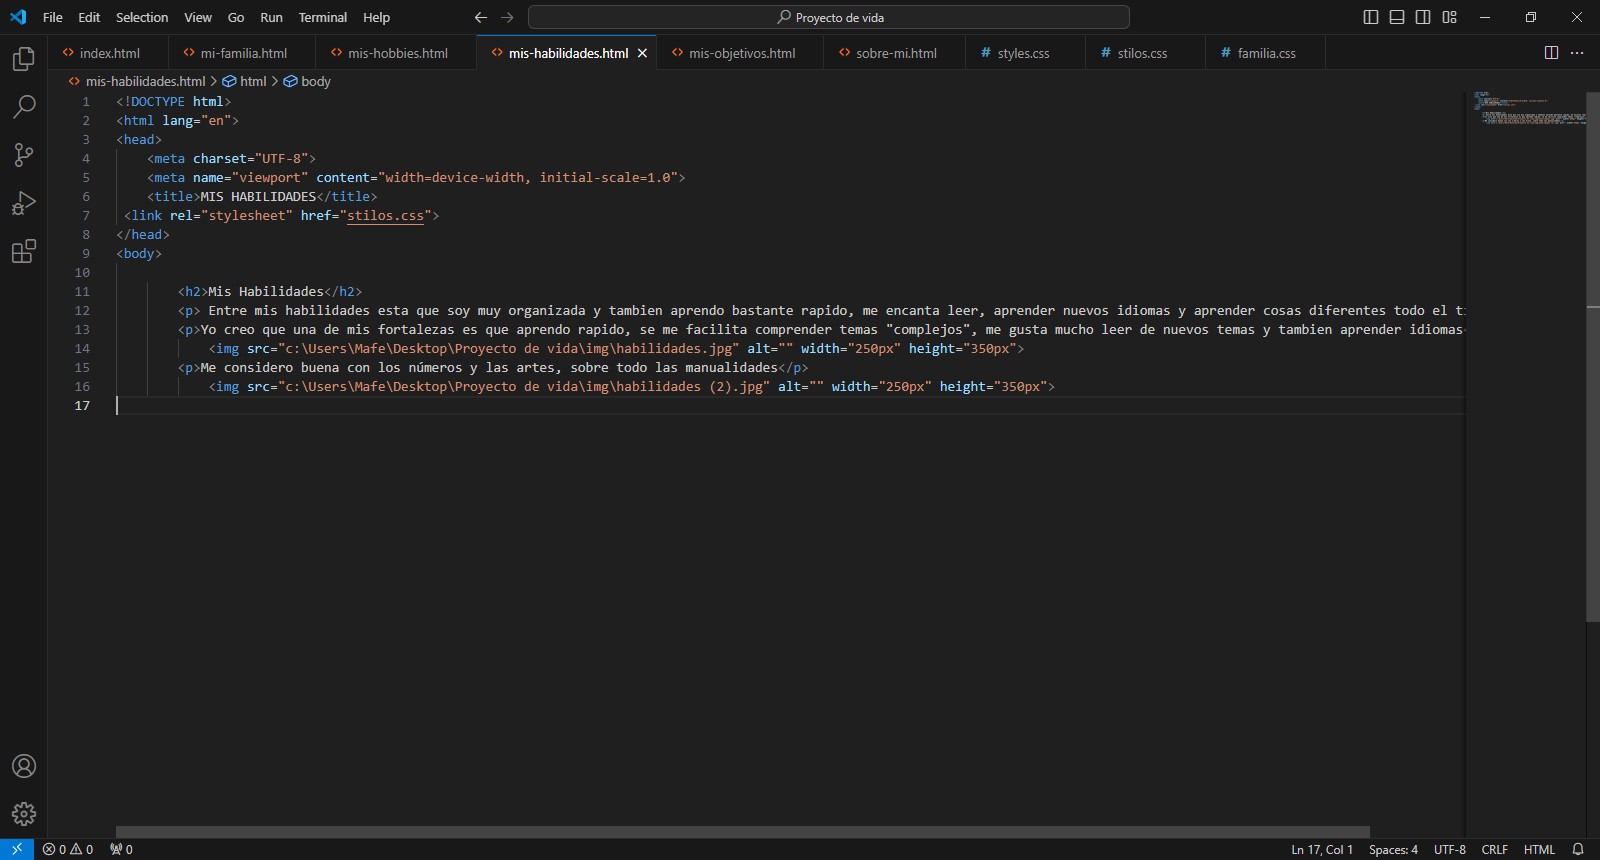 File Edit Selection View Go Run Terminal Help
Proyecto de vida
index.html mi-familia.html mis-hobbies.html mis-habilidades.html mis-objetivos.html sobre-mi.html # styles.css # stilos.css # familia.css
mis-habilidades.html > html > body
1 <!DOCTYPE html>
2 <html lang="en">
3 <head>
4 <meta charset="UTF-8">
5 <meta name="viewport" content="width=device-width, initial-scale=1.0">
6 <title>MIS HABILIDADES</title>
7 <link rel="stylesheet" href="stilos.css">
8 </head>
9 <body>
10
11 <h2>Mis Habilidades</h2>
12 <p> Entre mis habilidades esta que soy muy organizada y tambien aprendo bastante rapido, me encanta leer, aprender nuevos idiomas y aprender cosas diferentes todo el
13 <p>Yo creo que una de mis fortalezas es que aprendo rapido, se me facilita comprender temas "complejos", me gusta mucho leer de nuevos temas y tambien aprender idiomas
14 <img src="c:\Users\Mafe\Desktop\Proyecto de vida\img\habilidades.jpg" alt="" width="250px" height="350px">
15 <p>Me considero buena con los números y las artes, sobre todo las manualidades</p>
16 <img src="c:\Users\Mafe\Desktop\Proyecto de vida\img\habilidades (2).jpg" alt="" width="250px" height="350px">
17
0 0 0 Ln 17, Col 1 Spaces: 4 UTF-8 CRLF HTML